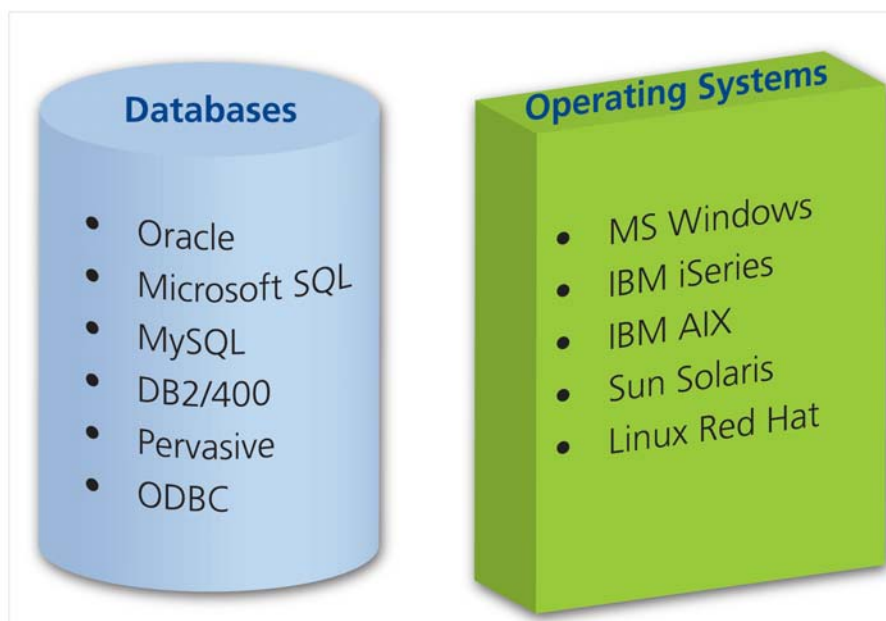 Databases
• Oracle
• Microsoft SQL
• MySQL
• DB2/400
• Pervasive
• ODBC
Operating Systems
• MS Windows
• IBM iSeries
• IBM AIX
• Sun Solaris
• Linux Red Hat